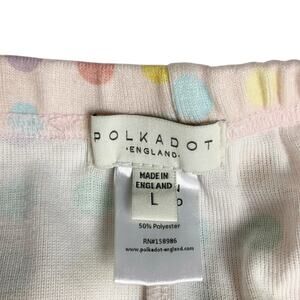 POLKADOT
•ENGLAND•
MADE IN
ENGLAND
L
50% Polyester
RN#158986
www.polkadot-england.com